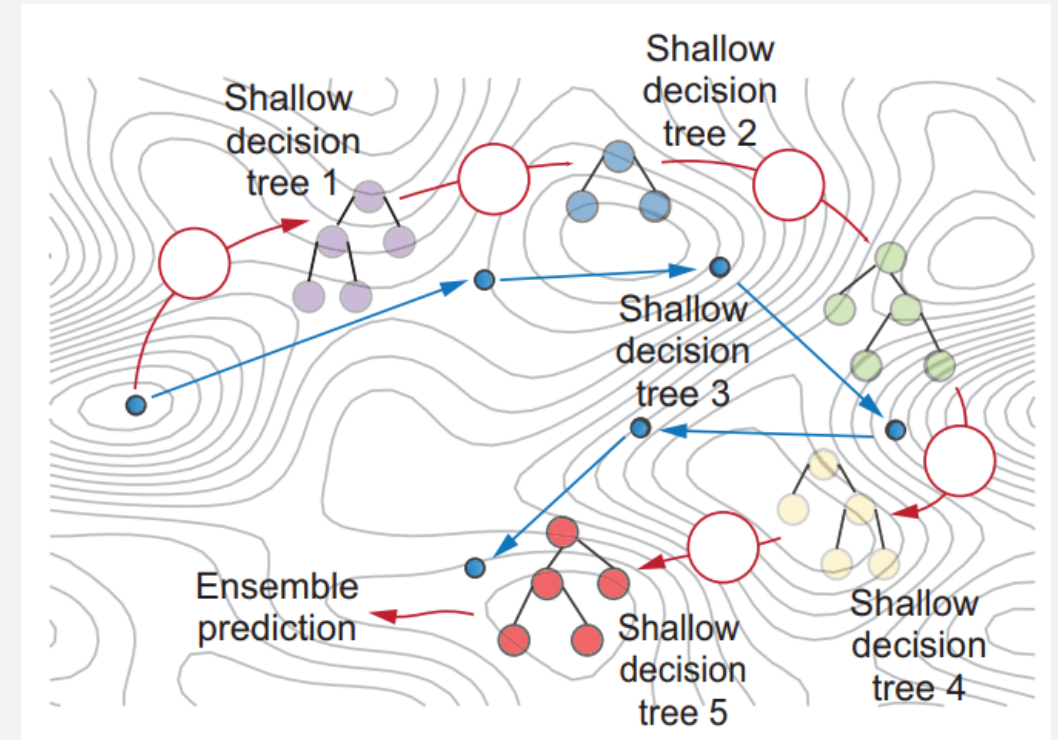 Shallow
decision
tree 1
Shallow
decision
tree 2
Shallow
decision
tree 3
Shallow
decision
tree 4
Shallow
decision
tree 5
Ensemble
prediction